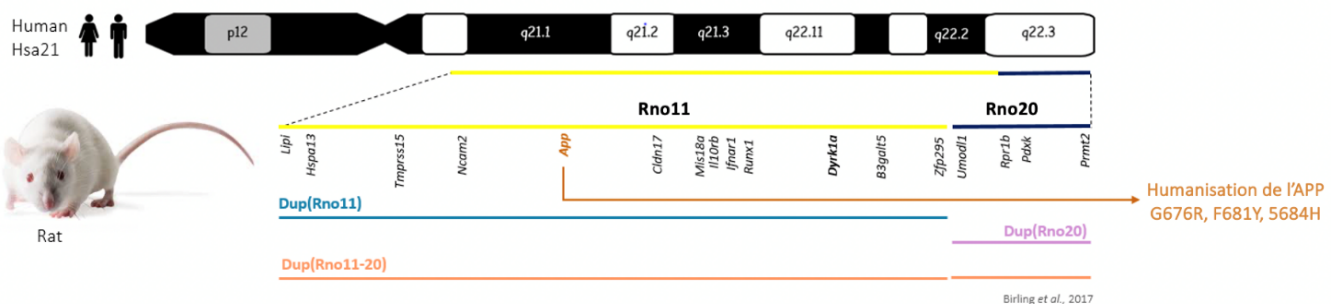 Human
Hsa21
p12
q21.1
q21.2
q21.3
q22.11
q22.2
q22.3
Rno11
Rno20
Lipi
Hspa13
Tmprss15
Ncam2
App
Cldn17
Mis18a
Il10rb
Ifnar1
Runx1
Dyrk1a
B3galt5
Zfp295
Umodl1
Rpr1b
Pdxk
Prmt2
Rat
Humanisation de l'APP
G676R, F681Y, 5684H
Dup(Rno11)
Dup(Rno20)
Dup(Rno11-20)
Birling et al., 2017